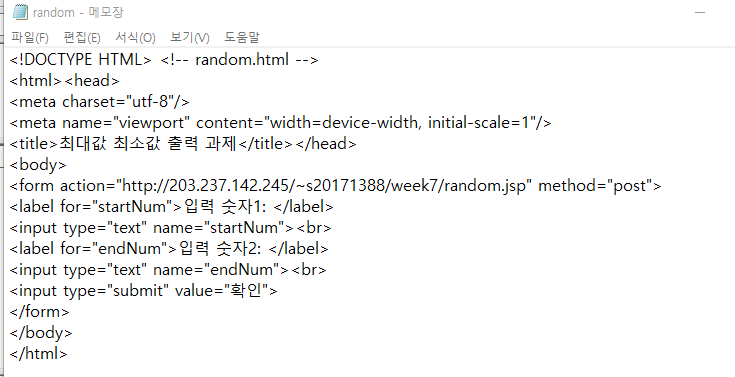 random - 메모장
파일(F) 편집(E) 서식(O) 보기(V) 도움말
<!DOCTYPE HTML> <!-- random.html -->
<html><head>
<meta charset="utf-8"/>
<meta name="viewport" content="width=device-width, initial-scale=1"/>
<title>최대값 최소값 출력 과제</title></head>
<body>
<form action="http://203.237.142.245/~s20171388/week7/random.jsp" method="post">
<label for="startNum">입력 숫자1: </label>
<input type="text" name="startNum"><br>
<label for="endNum">입력 숫자2: </label>
<input type="text" name="endNum"><br>
<input type="submit" value="확인">
</form>
</body>
</html>